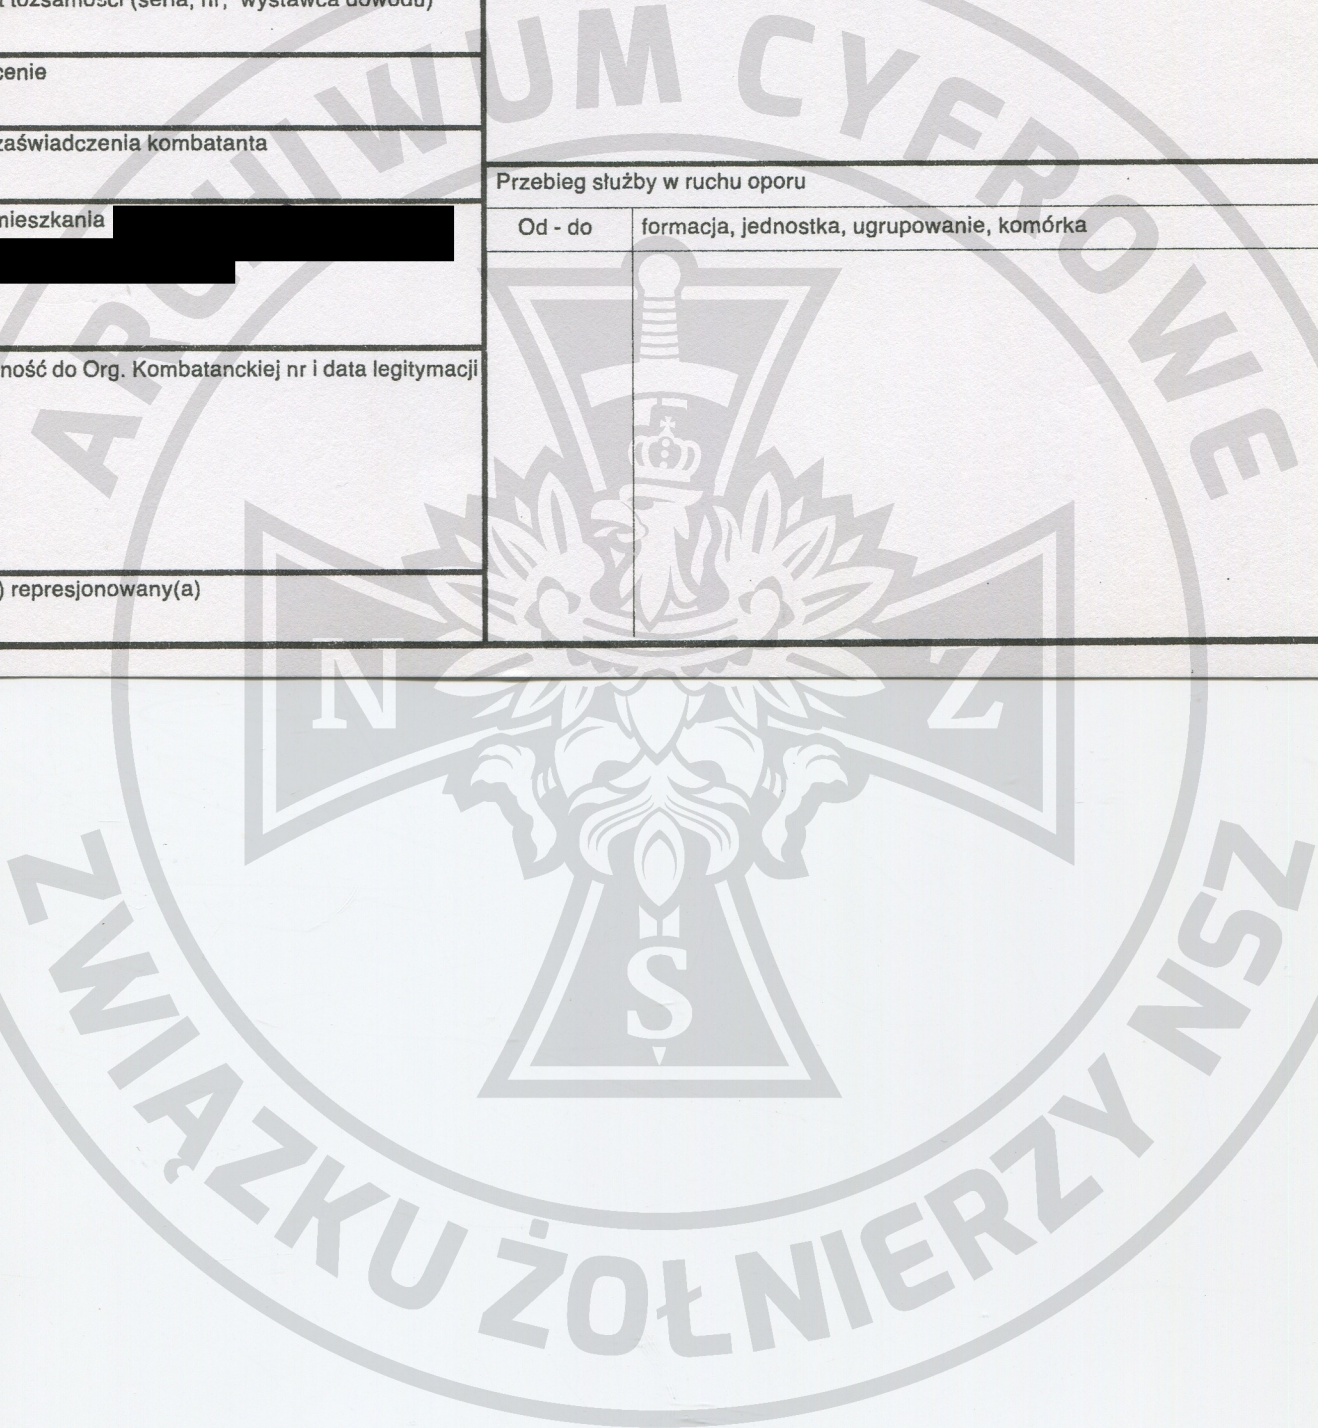 tożsamości (seria, nr, wystawca dowodu)
cenie
zaświadczenia kombatanta
mieszkania
ność do Org. Kombatanckiej nr i data legitymacji
) represjonowany(a)
Przebieg służby w ruchu oporu
Od - do
formacja, jednostka, ugrupowanie, komórka
ARCHIWUM CYFROWE
ZWIĄZKU ŻOŁNIERZY NSZ
N
Z
S